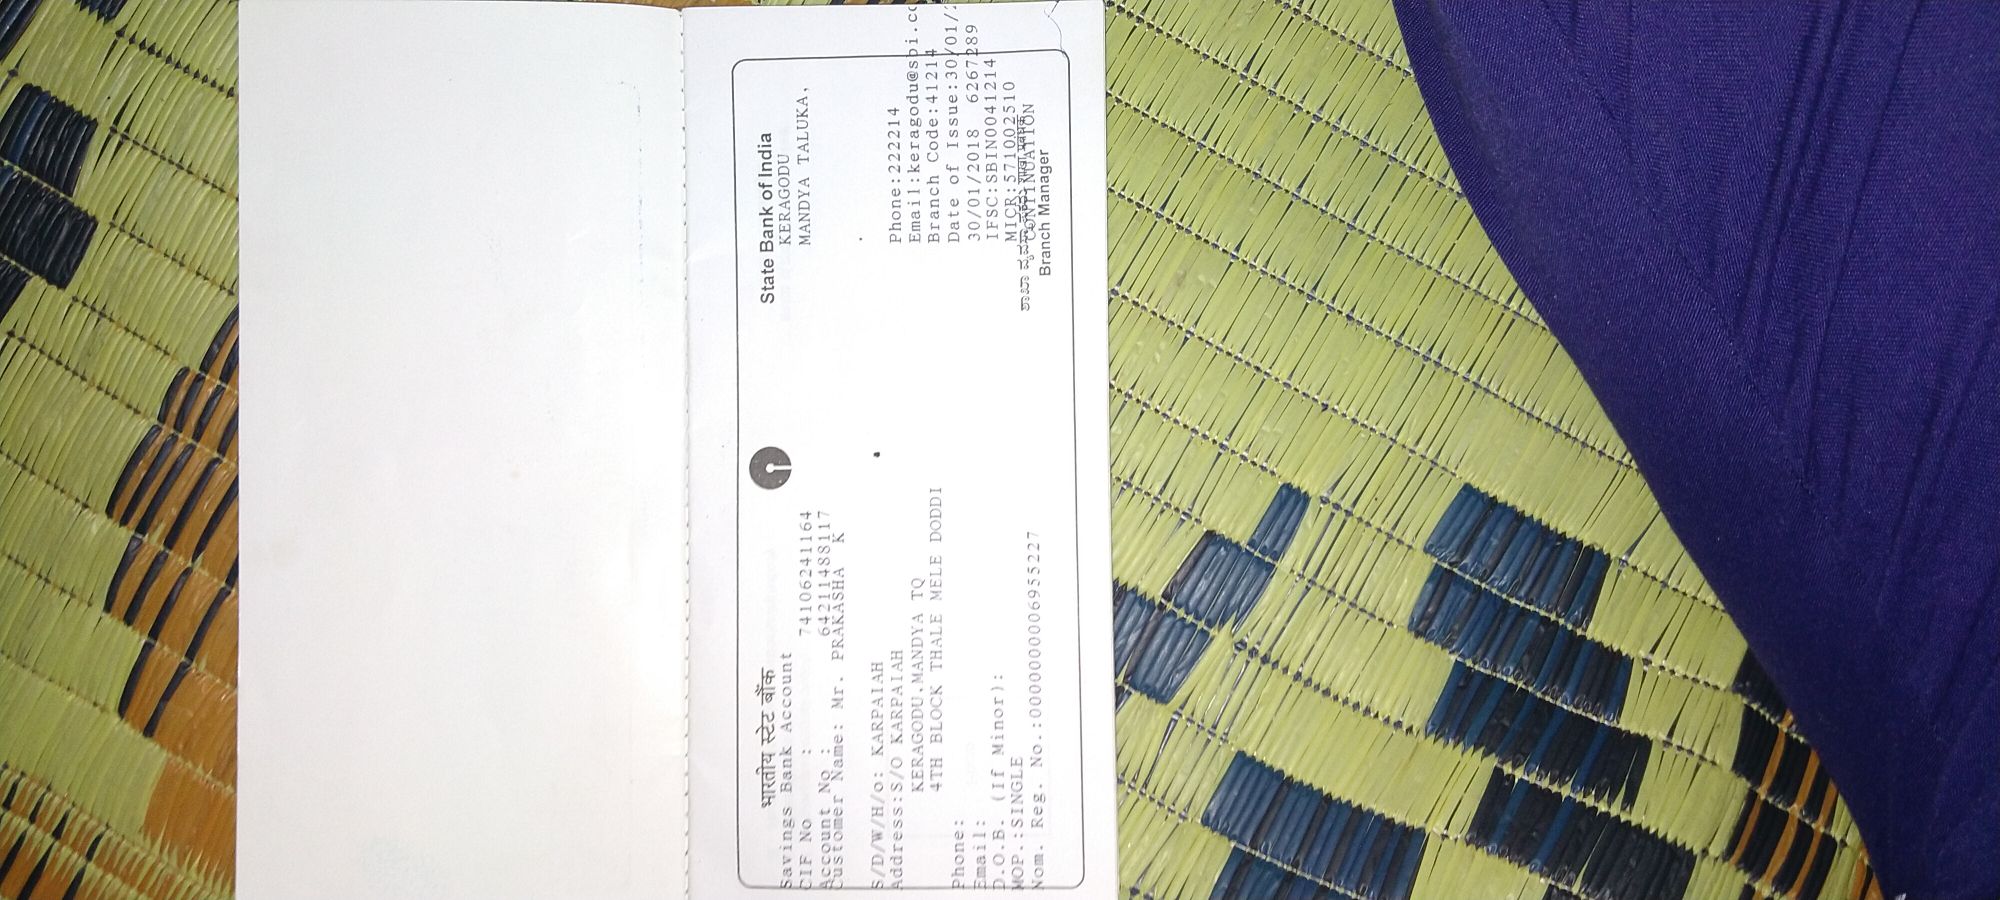 भारतीय स्टेट बैंक
State Bank of India
Savings Bank Account
KERAGODU
CIF No : 74106241164
MANDYA TALUKA,
Account No : 64211488117
Customer Name: Mr. PRAKASHA K
S/D/W/H/o: KARPAIAH
Address:S/O KARPAIAH
KERAGODU,MANDYA TQ
4TH BLOCK THALE MELE DODDI
Phone:
Email:
D.O.B. (If Minor):
MOP.:SINGLE
Nom. Reg. No.:0000000006955227
Phone:222214
Email:keragodu@sbi.co
Branch Code:41214
Date of Issue:30/01/
30/01/2018 6267289
IFSC:SBIN0041214
MICR:571002510
CONTINUATION
Branch Manager